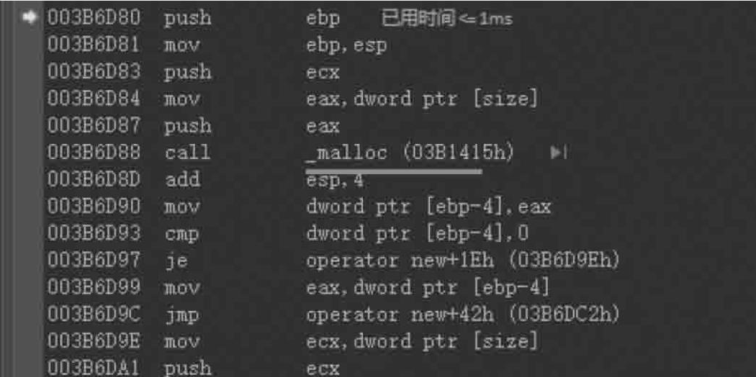 003B6D80 push ebp 已用时间<=1ms
003B6D81 mov ebp,esp
003B6D83 push ecx
003B6D84 mov eax,dword ptr [size]
003B6D87 push eax
003B6D88 call _malloc (03B1415h)
003B6D8D add esp,4
003B6D90 mov dword ptr [ebp-4],eax
003B6D93 cmp dword ptr [ebp-4],0
003B6D97 je operator new+1Eh (03B6D9Eh)
003B6D99 mov eax,dword ptr [ebp-4]
003B6D9C jmp operator new+42h (03B6DC2h)
003B6D9E mov ecx,dword ptr [size]
003B6DA1 push ecx